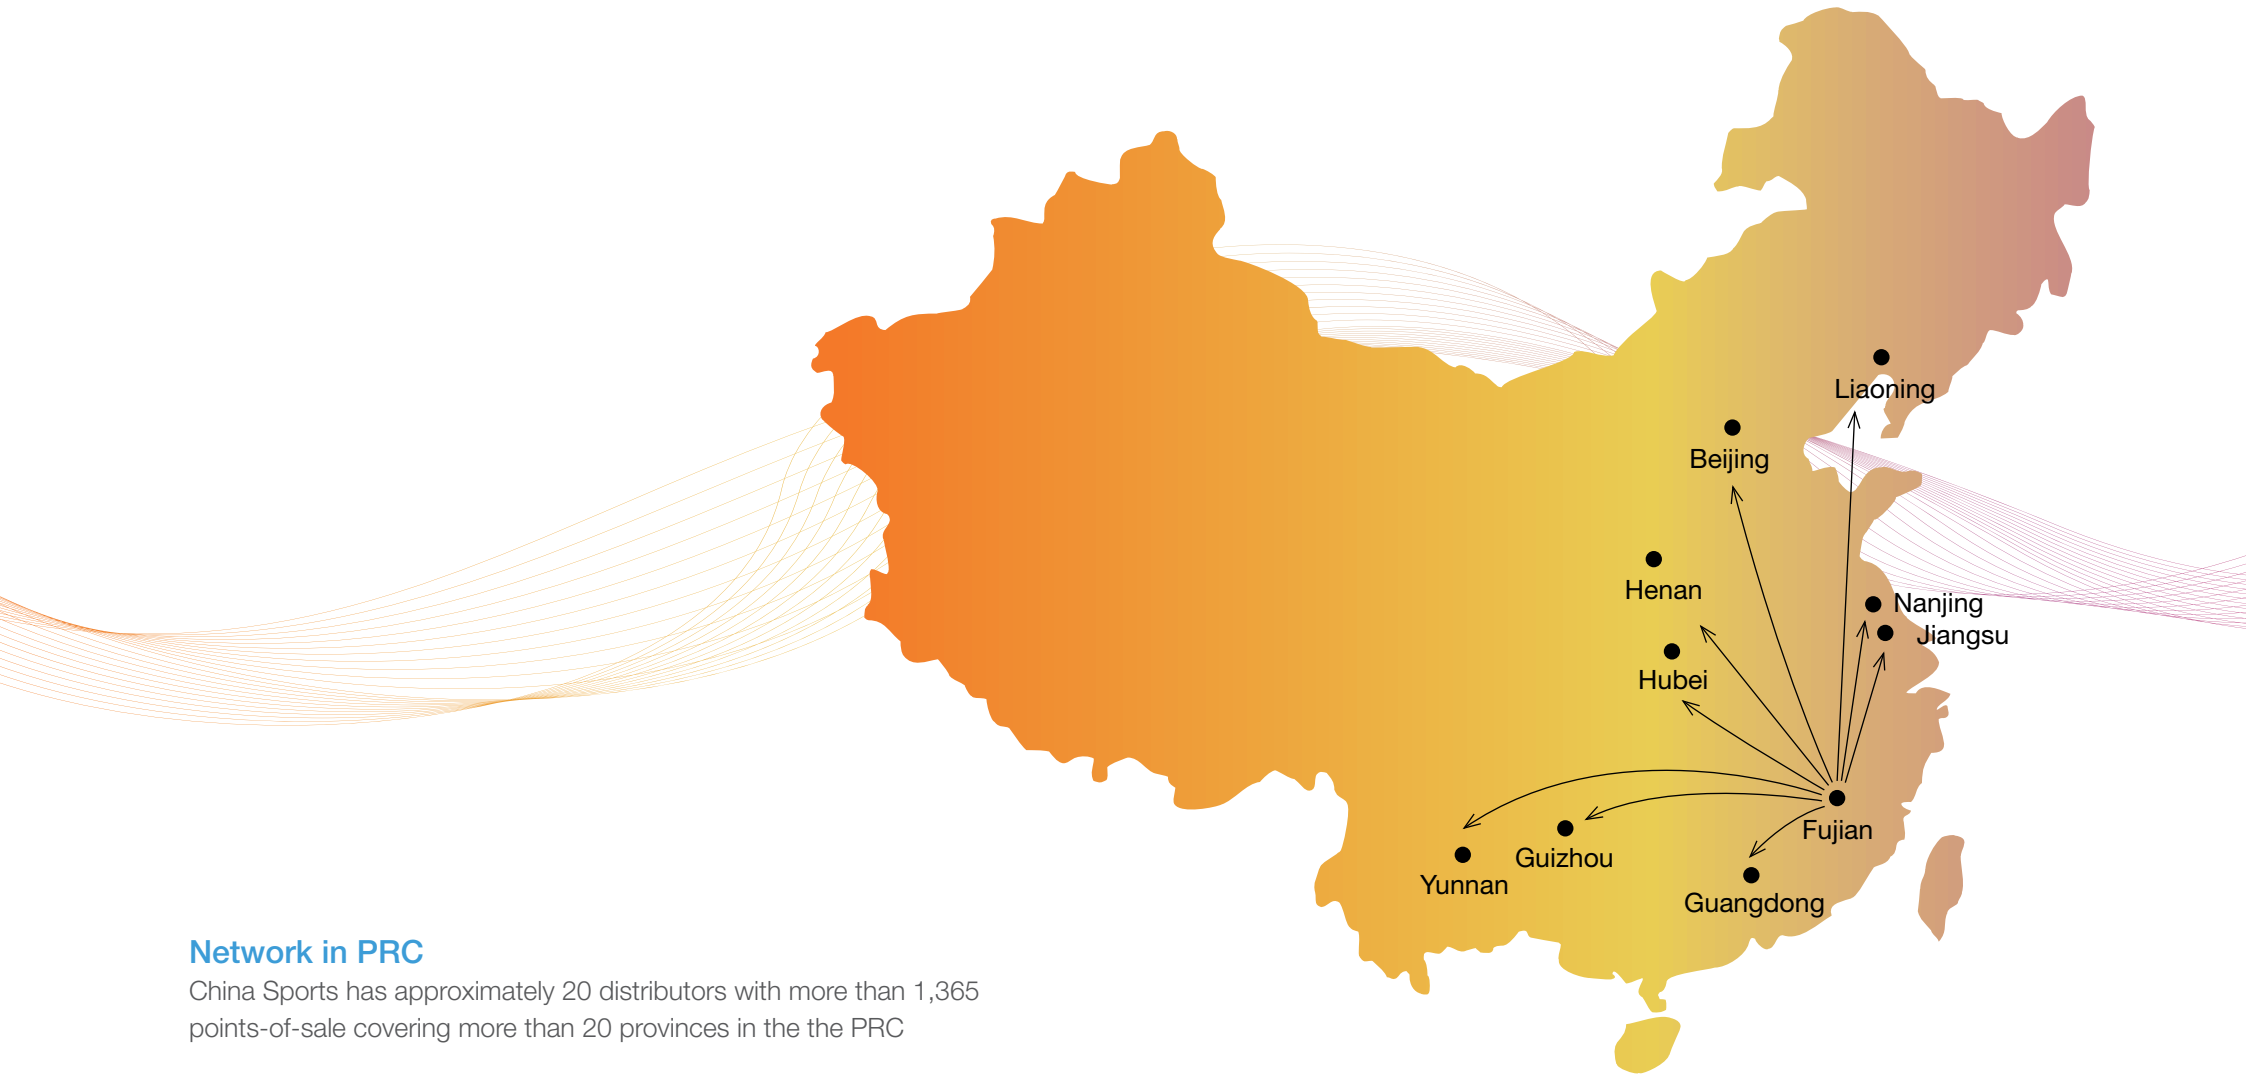 Liaoning
Beijing
Henan
Nanjing
Jiangsu
Hubei
Fujian
Guizhou
Yunnan
Guangdong
Network in PRC
China Sports has approximately 20 distributors with more than 1,365
points-of-sale covering more than 20 provinces in the the PRC